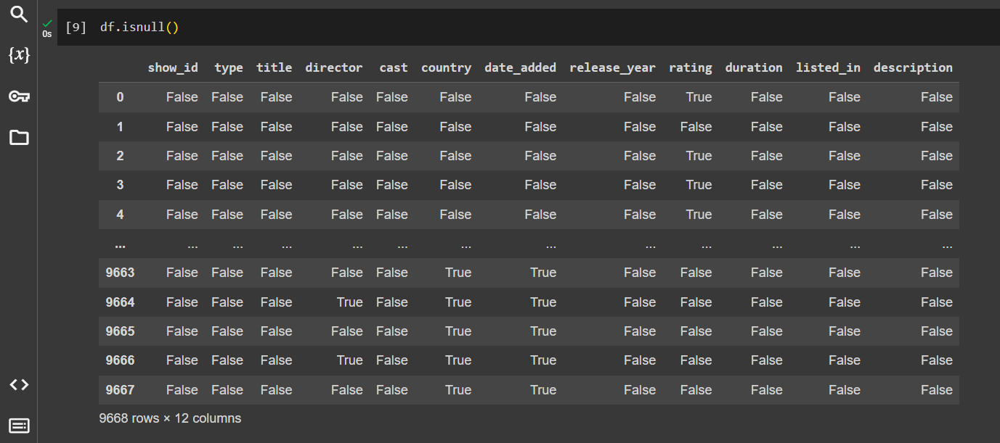 [9] df.isnull()
0s
{x}
show_id type title director cast country date_added release_year rating duration listed_in description
0 False False False False False False False False True False False False
1 False False False False False False False False False False False False
2 False False False False False False False False True False False False
3 False False False False False False False False True False False False
4 False False False False False False False False True False False False
... ... ... ... ... ... ... ... ... ... ... ... ...
9663 False False False False False True True False False False False False
9664 False False False True False True True False False False False False
9665 False False False False False True True False False False False False
9666 False False False True False True True False False False False False
9667 False False False False False True True False False False False False
9668 rows × 12 columns